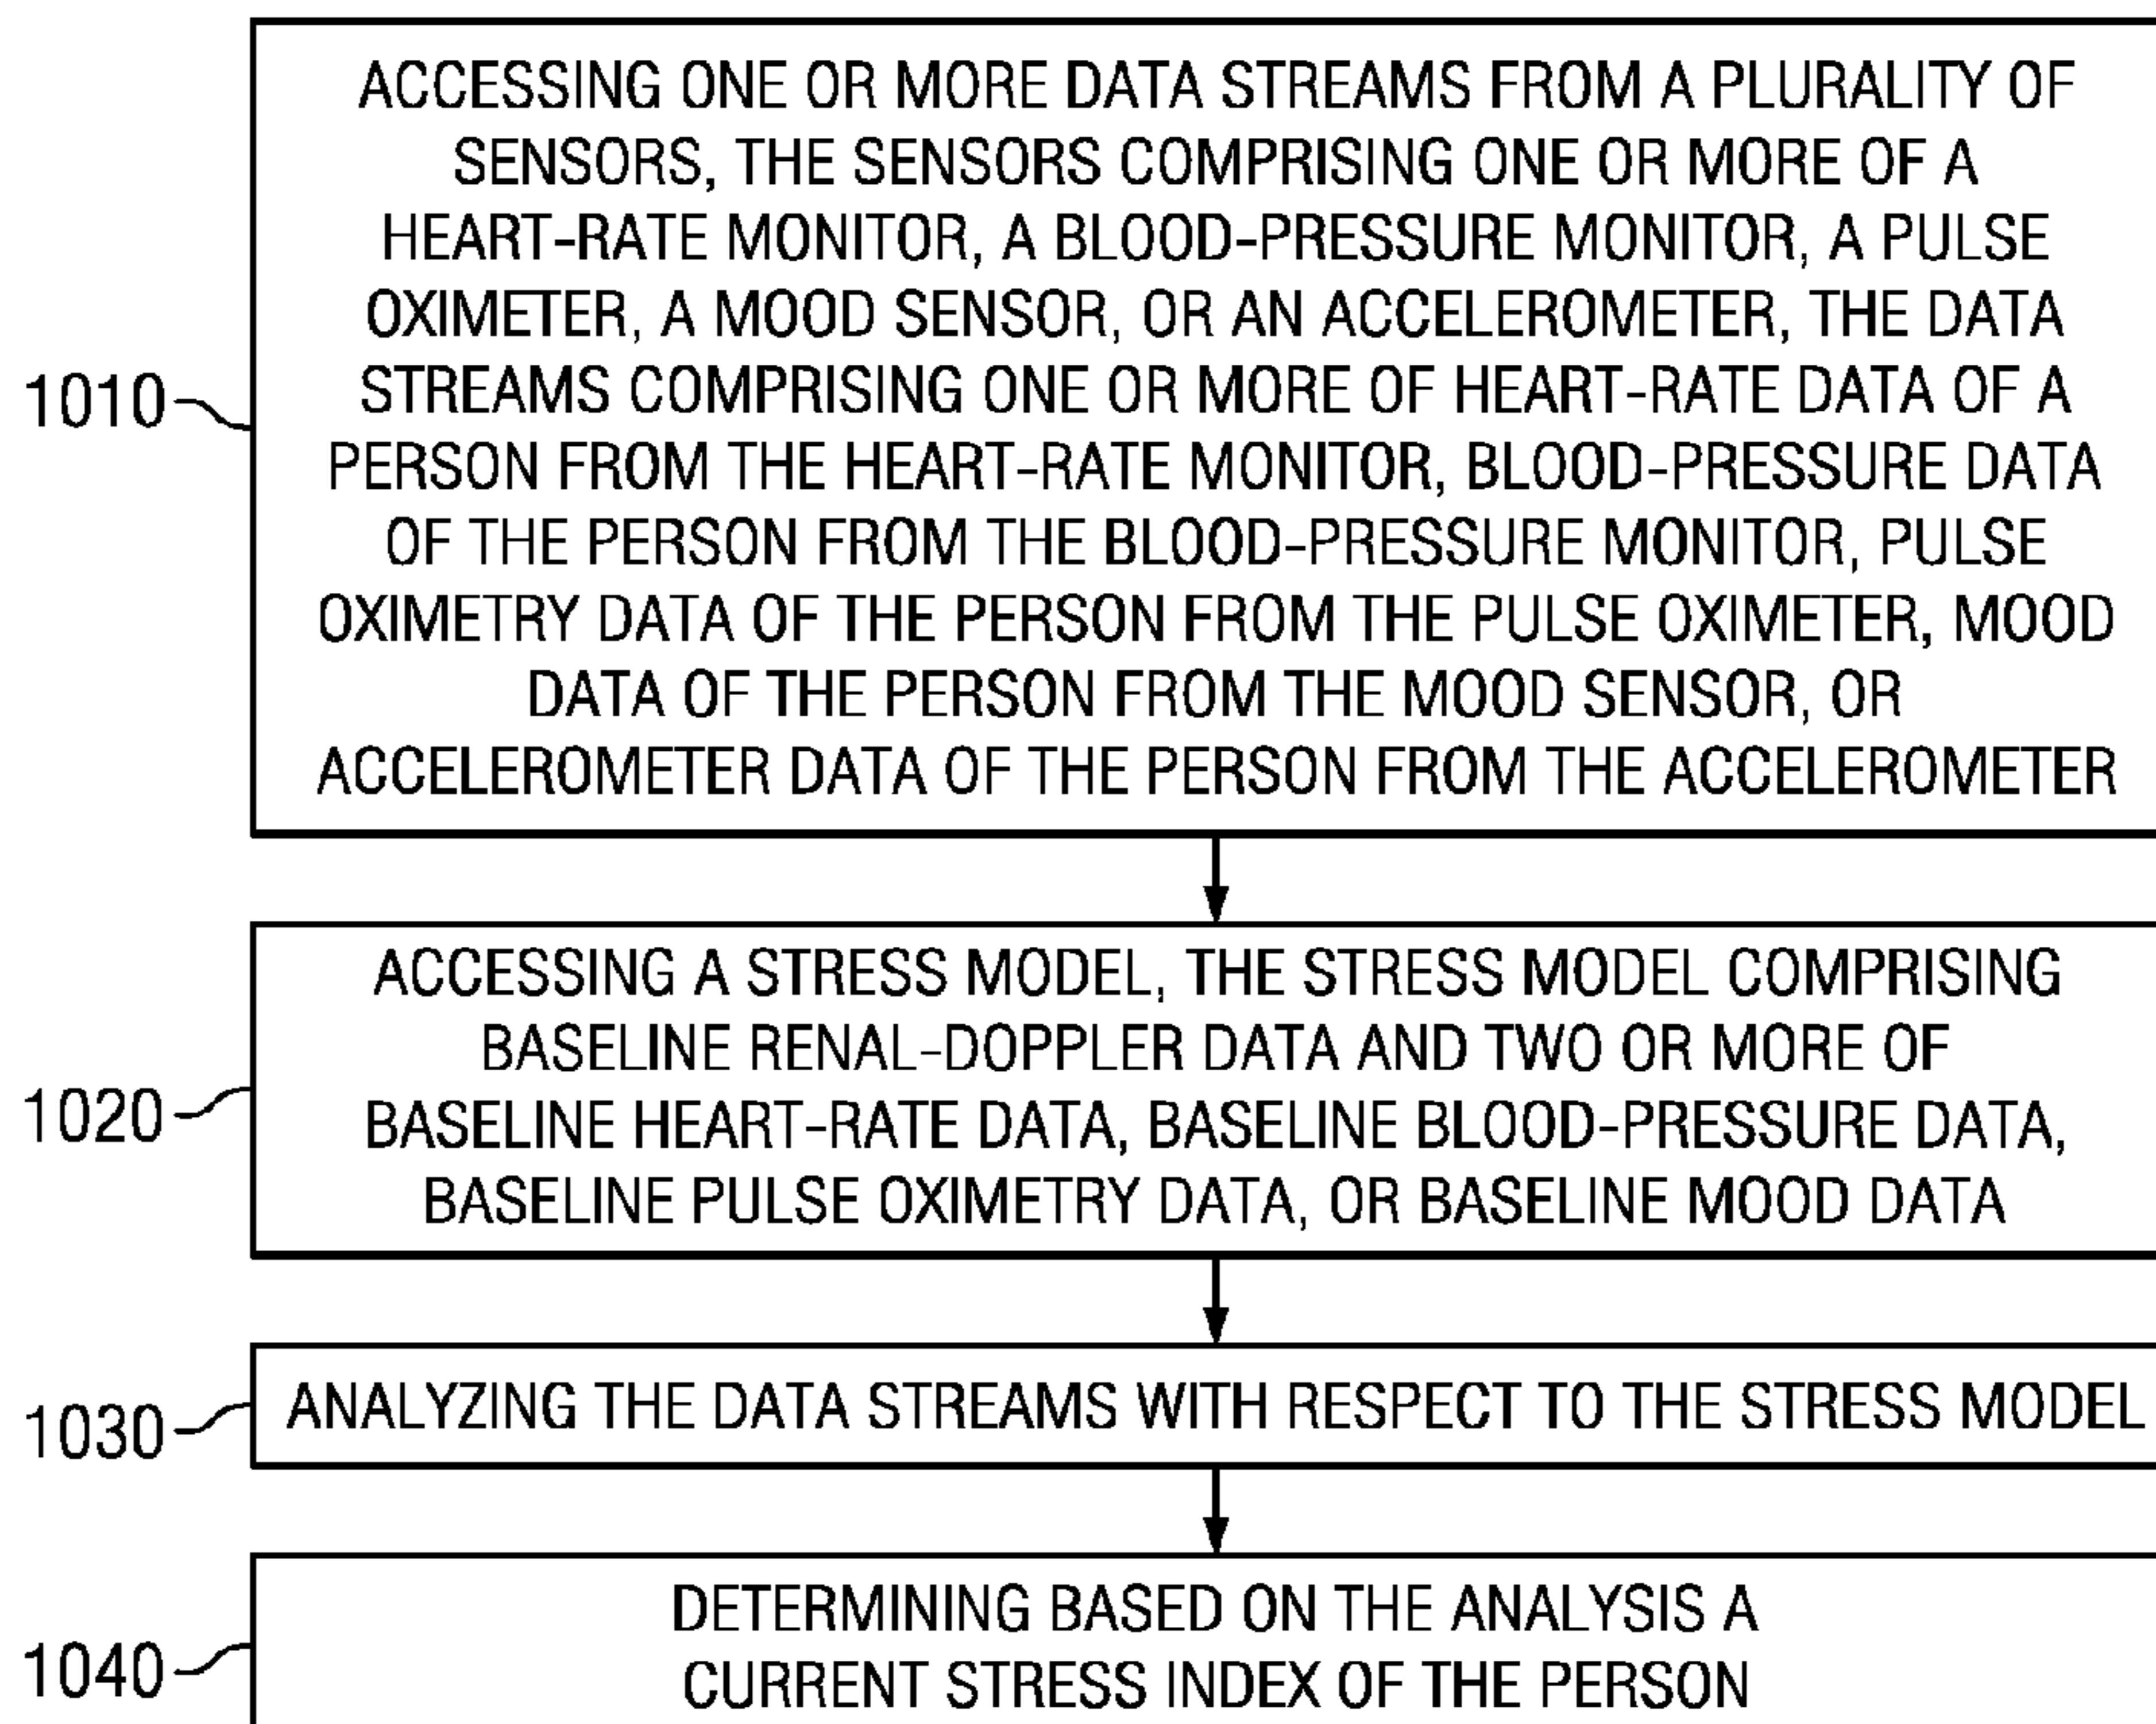 ACCESSING ONE OR MORE DATA STREAMS FROM A PLURALITY OF
SENSORS, THE SENSORS COMPRISING ONE OR MORE OF A
HEART-RATE MONITOR, A BLOOD-PRESSURE MONITOR, A PULSE
OXIMETER, A MOOD SENSOR, OR AN ACCELEROMETER, THE DATA
STREAMS COMPRISING ONE OR MORE OF HEART-RATE DATA OF A
PERSON FROM THE HEART-RATE MONITOR, BLOOD-PRESSURE DATA
OF THE PERSON FROM THE BLOOD-PRESSURE MONITOR, PULSE
OXIMETRY DATA OF THE PERSON FROM THE PULSE OXIMETER, MOOD
DATA OF THE PERSON FROM THE MOOD SENSOR, OR
ACCELEROMETER DATA OF THE PERSON FROM THE ACCELEROMETER
1010
ACCESSING A STRESS MODEL, THE STRESS MODEL COMPRISING
BASELINE RENAL-DOPPLER DATA AND TWO OR MORE OF
BASELINE HEART-RATE DATA, BASELINE BLOOD-PRESSURE DATA,
BASELINE PULSE OXIMETRY DATA, OR BASELINE MOOD DATA
1020
ANALYZING THE DATA STREAMS WITH RESPECT TO THE STRESS MODEL
1030
DETERMINING BASED ON THE ANALYSIS A
CURRENT STRESS INDEX OF THE PERSON
1040